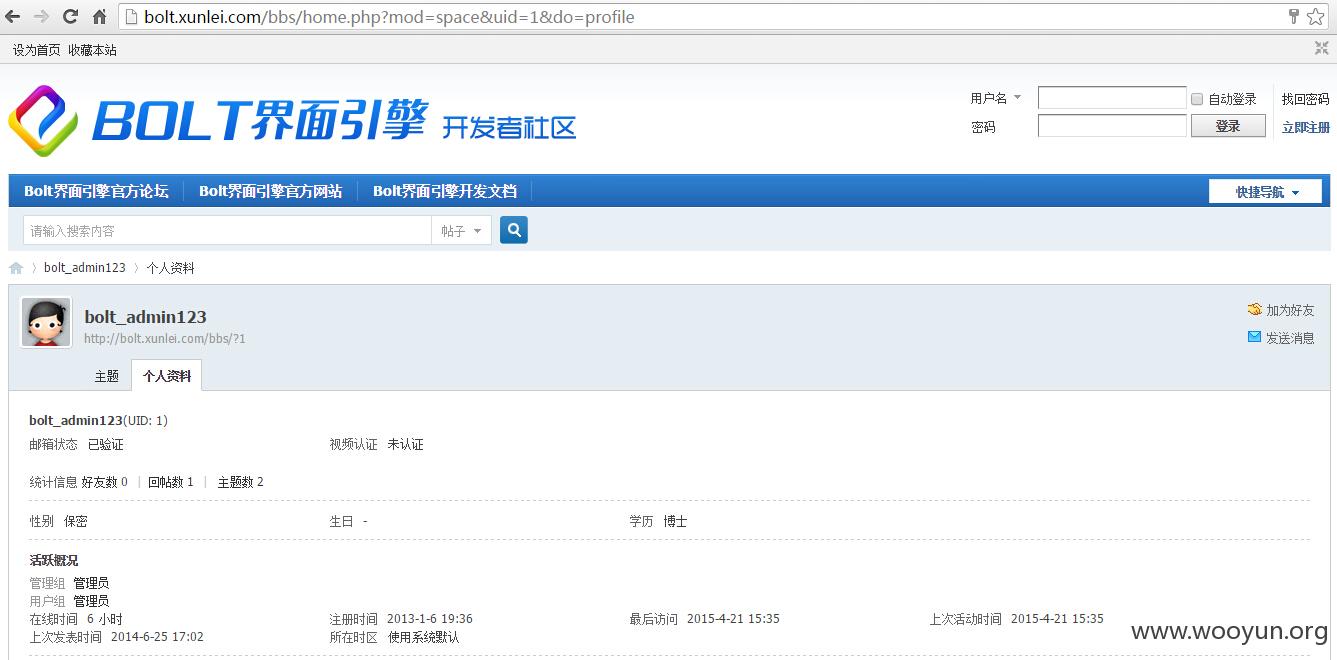 bolt.xunlei.com/bbs/home.php?mod=space&uid=1&do=profile
设为首页 收藏本站
BOLT界面引擎 开发者社区
用户名 自动登录 找回密码
密码 登录 立即注册
Bolt界面引擎官方论坛 Bolt界面引擎官方网站 Bolt界面引擎开发文档 快捷导航
请输入搜索内容 帖子
bolt_admin123 个人资料
bolt_admin123
http://bolt.xunlei.com/bbs/?1
加为好友
发送消息
主题 个人资料
bolt_admin123(UID: 1)
邮箱状态 已验证 视频认证 未认证
统计信息 好友数 0 | 回帖数 1 | 主题数 2
性别 保密 生日 - 学历 博士
活跃概况
管理组 管理员
用户组 管理员
在线时间 6 小时 注册时间 2013-1-6 19:36 最后访问 2015-4-21 15:35 上次活动时间 2015-4-21 15:35
上次发表时间 2014-6-25 17:02 所在时区 使用系统默认
www.wooyun.org